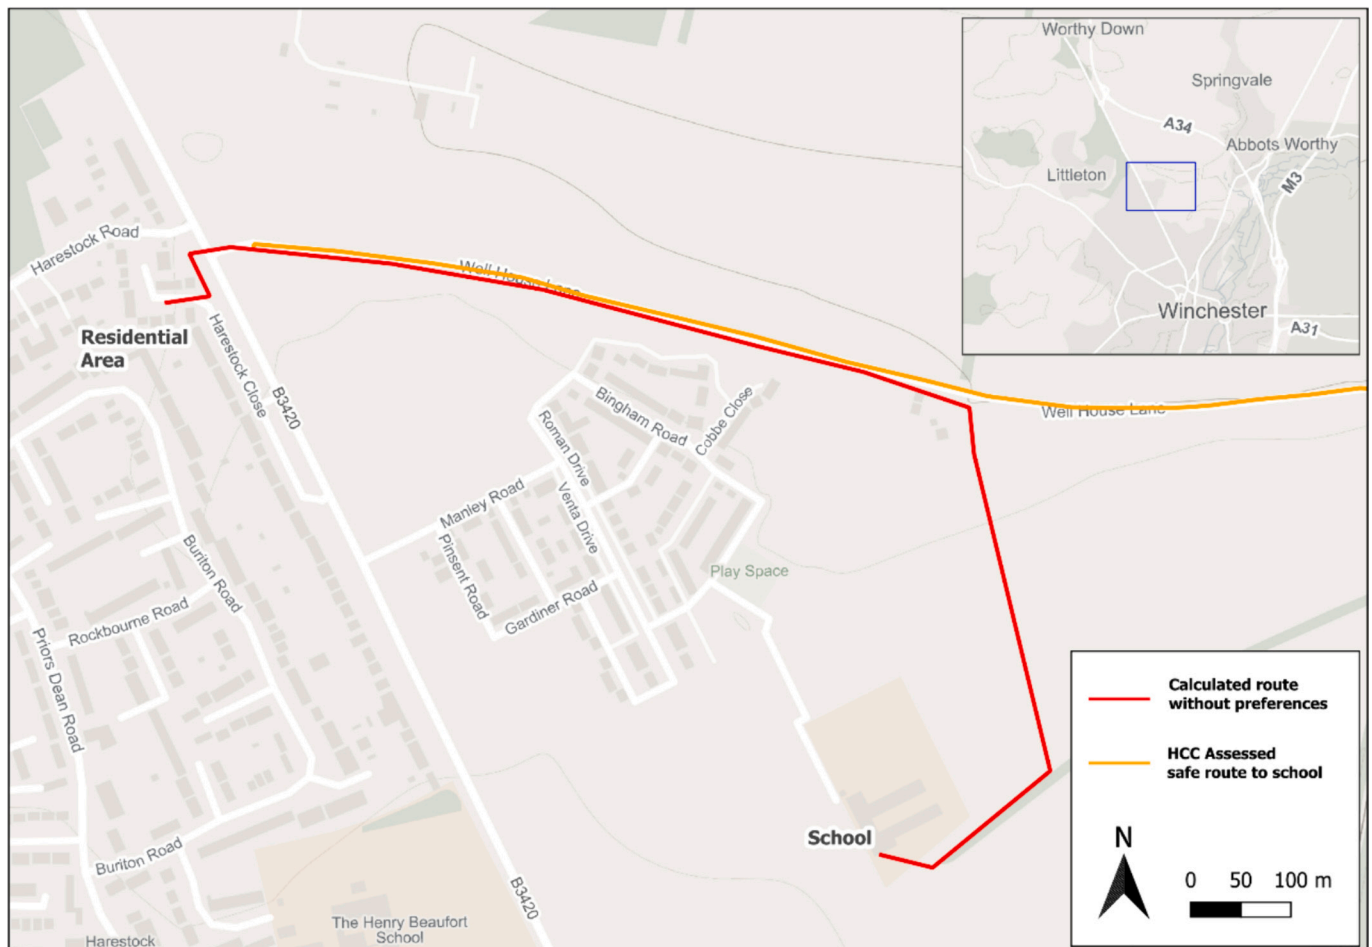 Worthy Down
Springvale
A34
Abbots Worthy
Littleton
M3
Winchester
A31
Harestock Road
Well House Lane
Residential
Area
Harestock Close
B3420
Well House Lane
Bingham Road
Cobbe Close
Roman Drive
Manley Road
Venta Drive
Pinsent Road
Gardiner Road
Play Space
Buriton Road
Rockbourne Road
Priors Dean Road
Buriton Road
School
B3420
The Henry Beaufort
School
Harestock
Calculated route
without preferences
HCC Assessed
safe route to school
N
0 50 100 m